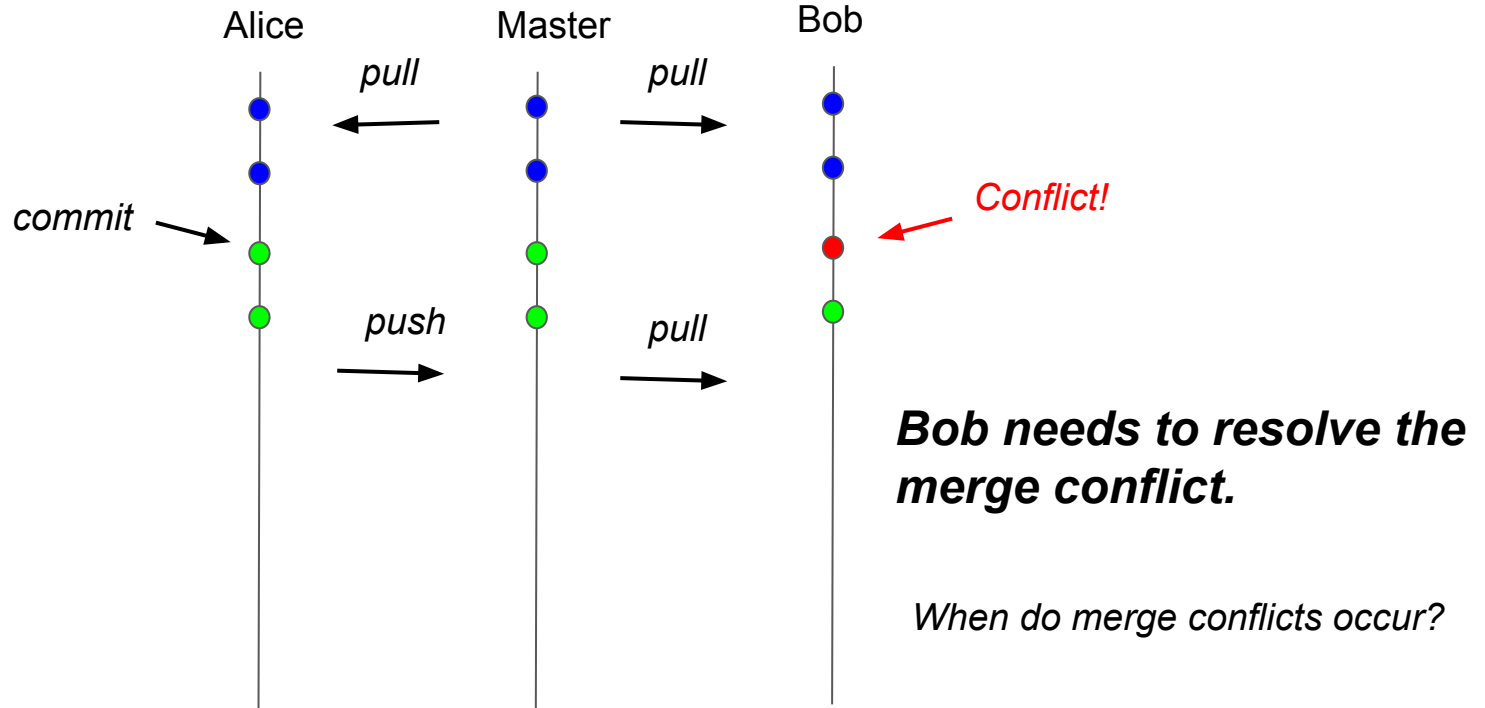 Alice
Master
Bob
pull
pull
commit
Conflict!
push
pull
Bob needs to resolve the
merge conflict.
When do merge conflicts occur?